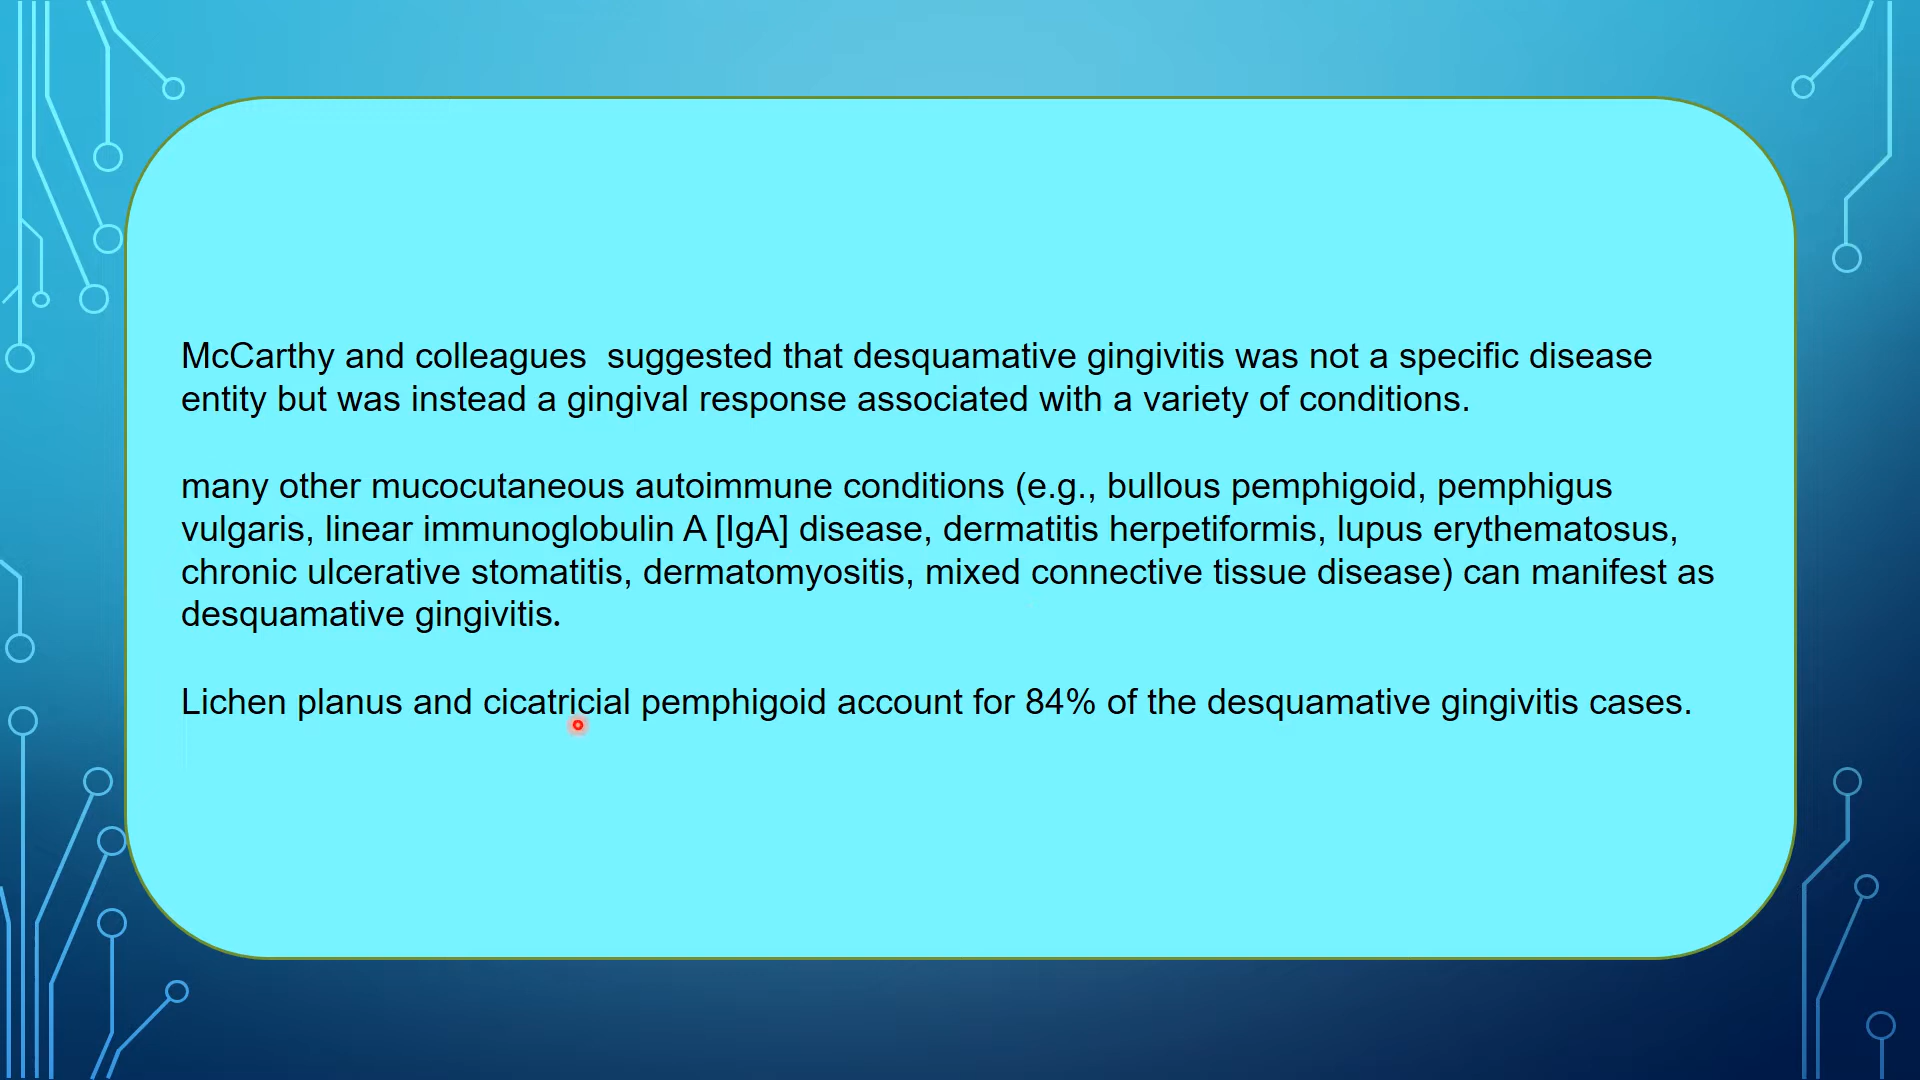 McCarthy and colleagues  suggested that desquamative gingivitis was not a specific disease
entity but was instead a gingival response associated with a variety of conditions.
many other mucocutaneous autoimmune conditions (e.g., bullous pemphigoid, pemphigus
vulgaris, linear immunoglobulin A [IgA] disease, dermatitis herpetiformis, lupus erythematosus,
chronic ulcerative stomatitis, dermatomyositis, mixed connective tissue disease) can manifest as
desquamative gingivitis.
Lichen planus and cicatricial pemphigoid account for 84% of the desquamative gingivitis cases.